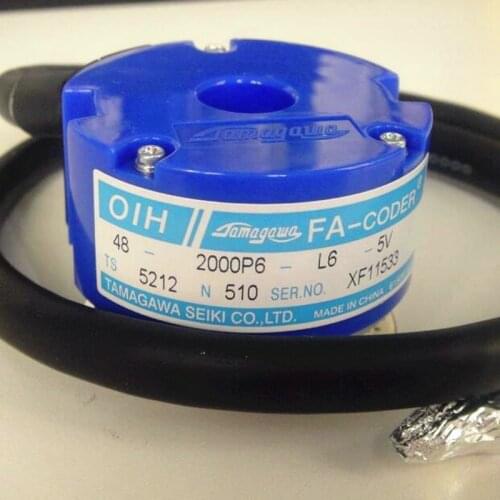 Tamagawa
OIH Tamagawa FA-CODER®
48 - 2000P6 - L6 - 5V
TS 5212 N 510 SER.NO. XF11533
TAMAGAWA SEIKI CO.,LTD. MADE IN CHINA